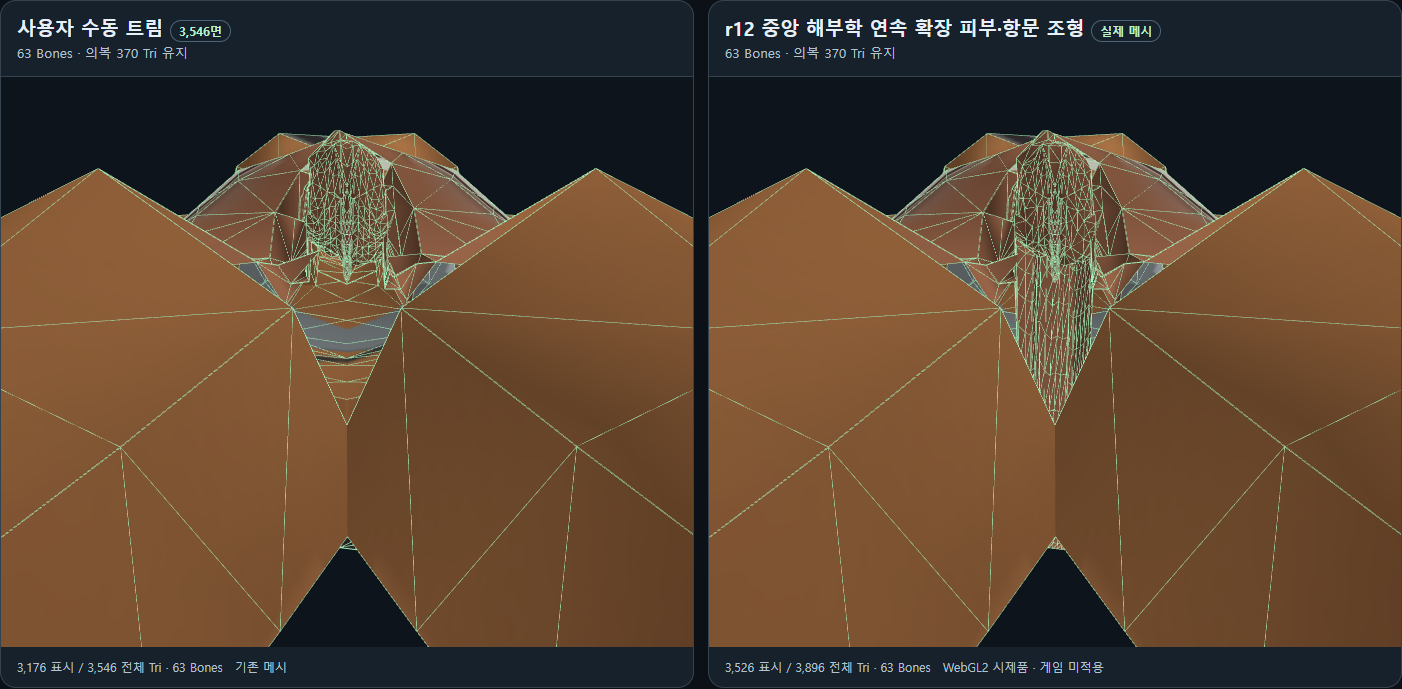 사용자 수동 트림 3,546면
63 Bones · 의복 370 Tri 유지
3,176 표시 / 3,546 전체 Tri · 63 Bones 기존 메시
r12 중앙 해부학 연속 확장 피부·항문 조형 실제 메시
63 Bones · 의복 370 Tri 유지
3,526 표시 / 3,896 전체 Tri · 63 Bones WebGL2 시제품 · 게임 미적용